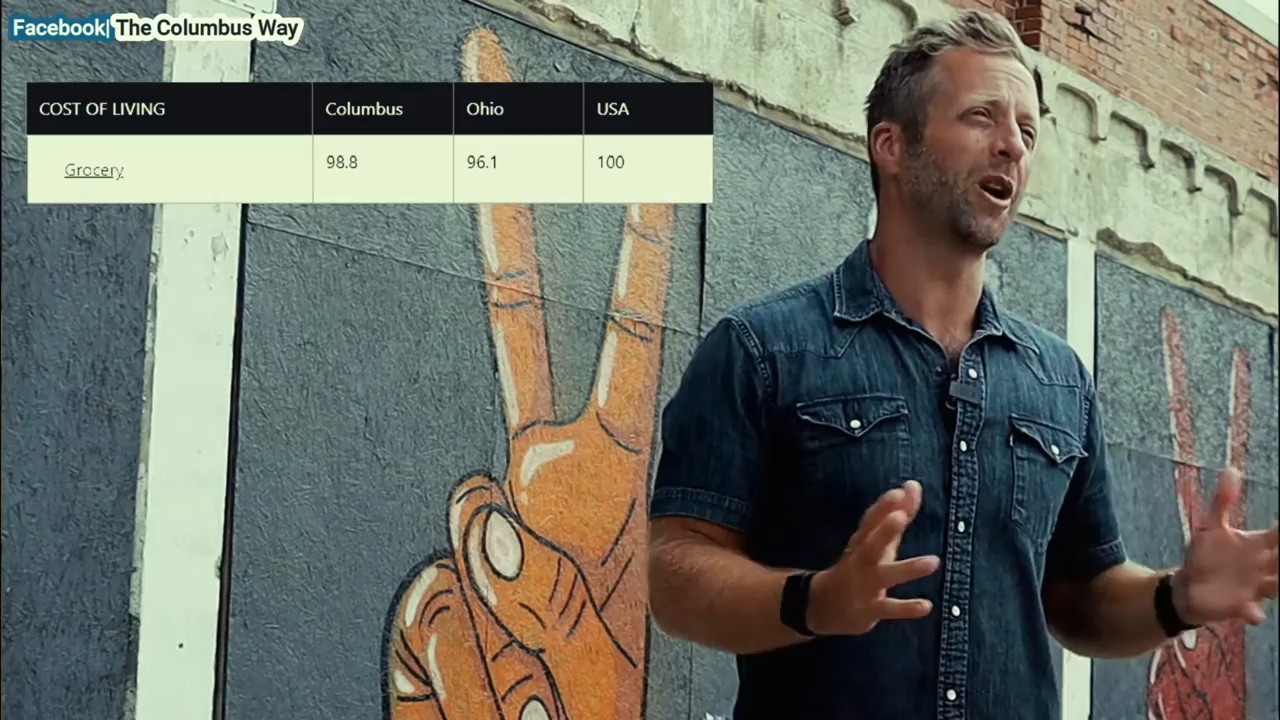 Facebook| The Columbus Way
COST OF LIVING Columbus Ohio USA
Grocery 98.8 96.1 100